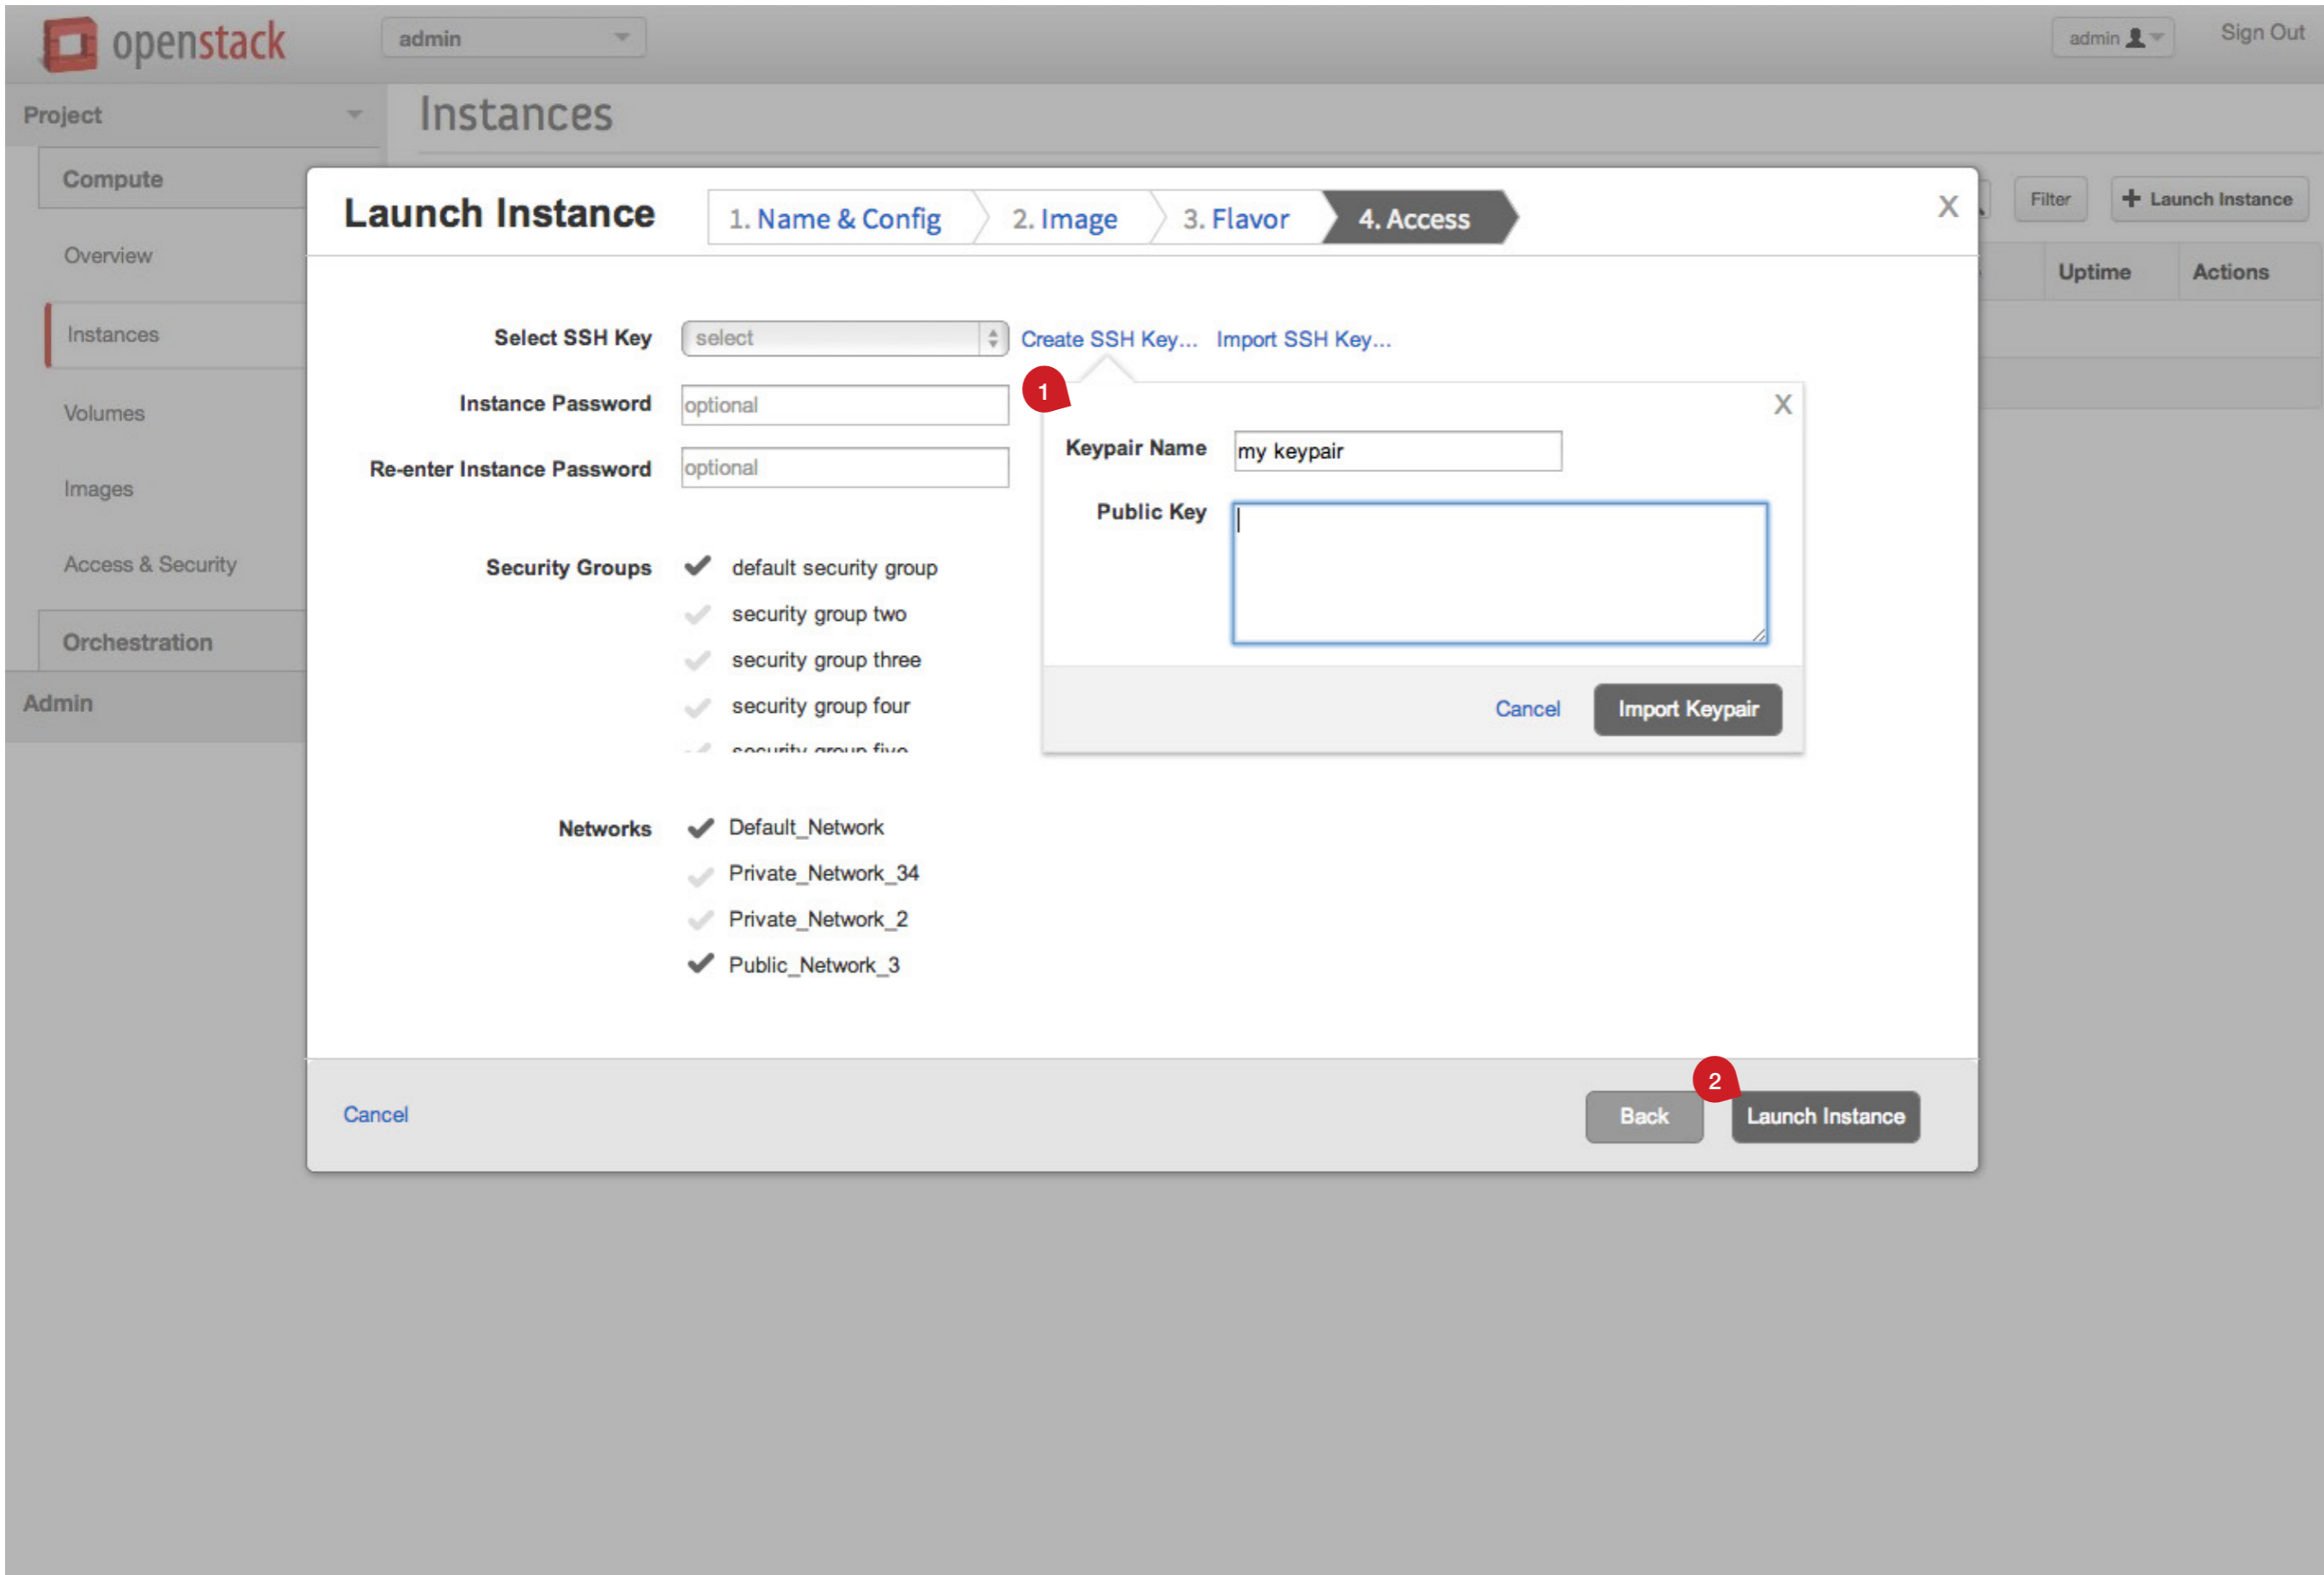 openstack
admin
admin
Sign Out
Project
Instances
Compute
Launch Instance
1. Name & Config
2. Image
3. Flavor
4. Access
X
Filter
+ Launch Instance
Overview
Uptime
Actions
Instances
Select SSH Key
select
Create SSH Key...
Import SSH Key...
1
X
Volumes
Instance Password
optional
Keypair Name
my keypair
Re-enter Instance Password
optional
Images
Public Key
Access & Security
Security Groups
default security group
security group two
Orchestration
security group three
Admin
security group four
Cancel
Import Keypair
security group five
Networks
Default_Network
Private_Network_34
Private_Network_2
Public_Network_3
2
Cancel
Back
Launch Instance